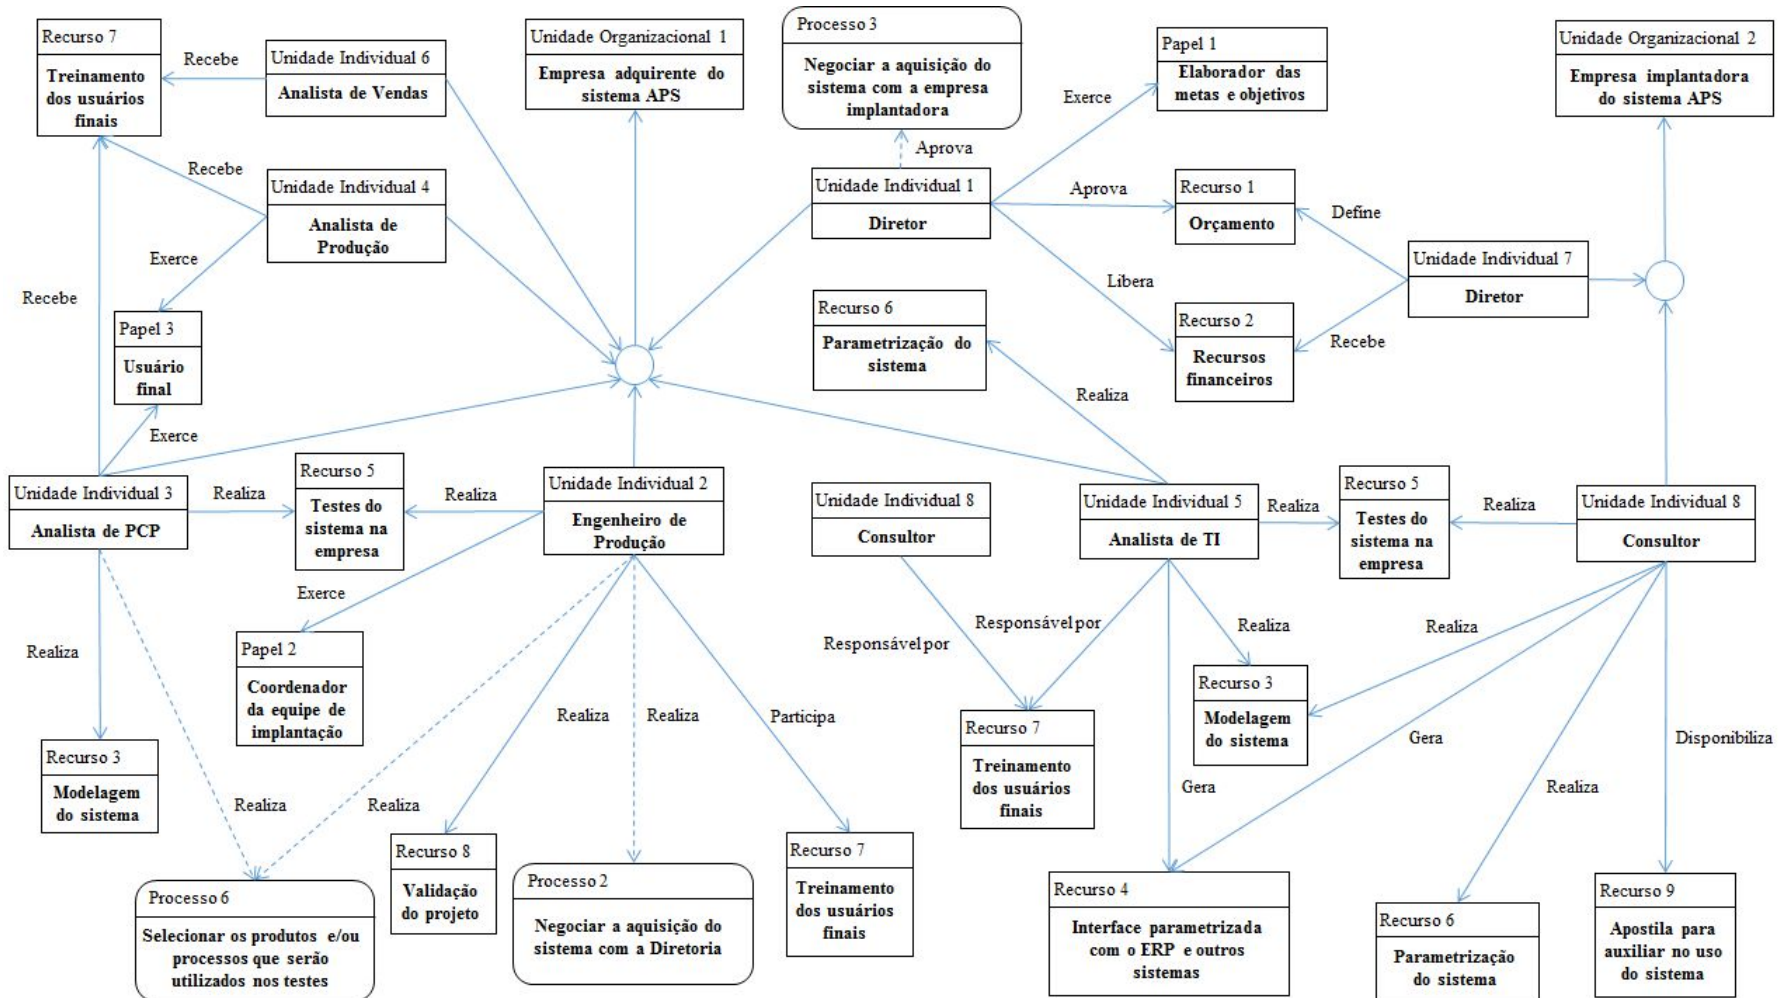 Recurso 7
Treinamento
dos usuários
finais
Recebe
Unidade Individual 6
Analista de Vendas
Unidade Organizacional 1
Empresa adquirente do
sistema APS
Processo 3
Negociar a aquisição do
sistema com a empresa
implantadora
Aprova
Exerce
Papel 1
Elaborador das
metas e objetivos
Unidade Organizacional 2
Empresa implantadora
do sistema APS
Recebe
Unidade Individual 4
Analista de
Produção
Exerce
Recebe
Unidade Individual 1
Diretor
Aprova
Recurso 1
Orçamento
Define
Libera
Unidade Individual 7
Diretor
Recurso 6
Parametrização do
sistema
Recurso 2
Recursos
financeiros
Recebe
Papel 3
Usuário
final
Exerce
Realiza
Unidade Individual 3
Analista de PCP
Realiza
Recurso 5
Testes do
sistema na
empresa
Realiza
Unidade Individual 2
Engenheiro de
Produção
Unidade Individual 8
Consultor
Unidade Individual 5
Analista de TI
Realiza
Recurso 5
Testes do
sistema na
empresa
Realiza
Unidade Individual 8
Consultor
Exerce
Realiza
Papel 2
Coordenador
da equipe de
implantação
Realiza
Realiza
Participa
Responsável por
Responsável por
Realiza
Realiza
Recurso 3
Modelagem
do sistema
Recurso 7
Treinamento
dos usuários
finais
Recurso 3
Modelagem
do sistema
Gera
Gera
Disponibiliza
Realiza
Realiza
Realiza
Processo 6
Selecionar os produtos e/ou
processos que serão
utilizados nos testes
Recurso 8
Validação
do projeto
Processo 2
Negociar a aquisição do
sistema com a Diretoria
Recurso 7
Treinamento
dos usuários
finais
Recurso 4
Interface parametrizada
com o ERP e outros
sistemas
Recurso 6
Parametrização
do sistema
Recurso 9
Apostila para
auxiliar no uso
do sistema